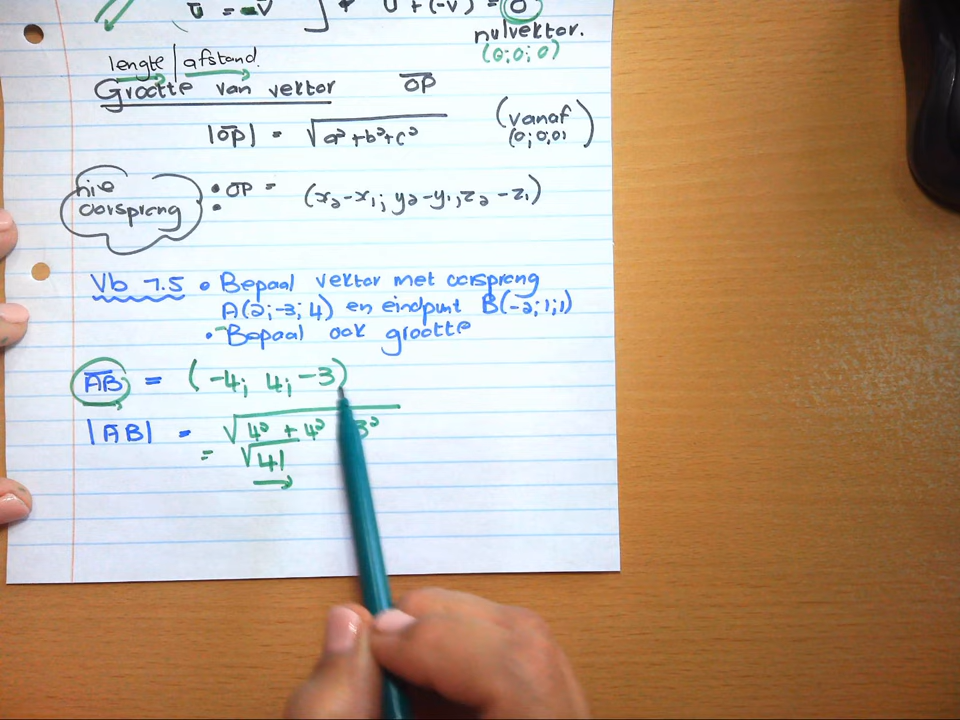 ū = -v̄ ] U + (-v) = 0
nulvektor.
(0;0;0)
lengte | afstand.
Grootte van vektor OP
|OP| = √a² + b² + c² (vanaf (0;0;0))
nie oorsprong • OP = (x₂-x₁; y₂-y₁, z₂-z₁)
Vb 7.5 • Bepaal vektor met oorsprong
A(2;-3;4) en eindpunt B(-2;1;1)
• Bepaal ook grootte
AB = (-4; 4; -3)
|AB| = √4² + 4² 3²
= √41